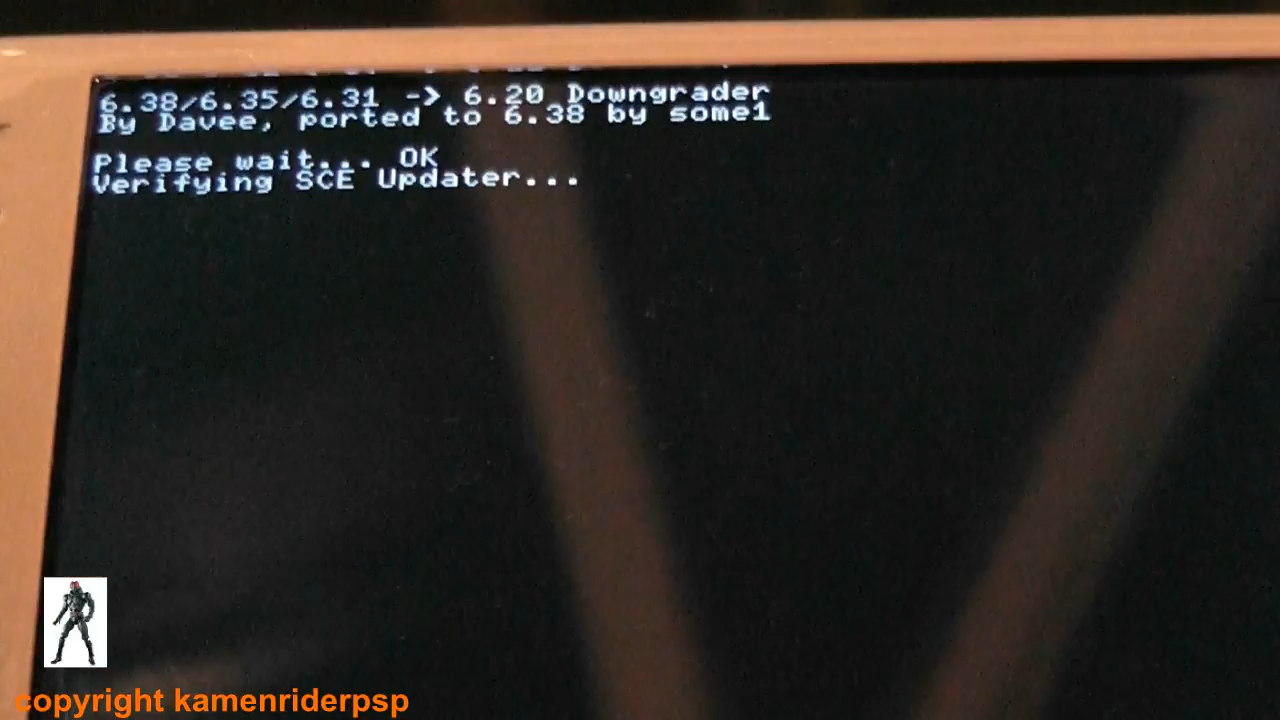 6.38/6.35/6.31 -> 6.20 Downgrader
By Davee, ported to 6.38 by some1
Please wait... OK
Verifying SCE Updater...
copyright kamenriderpsp